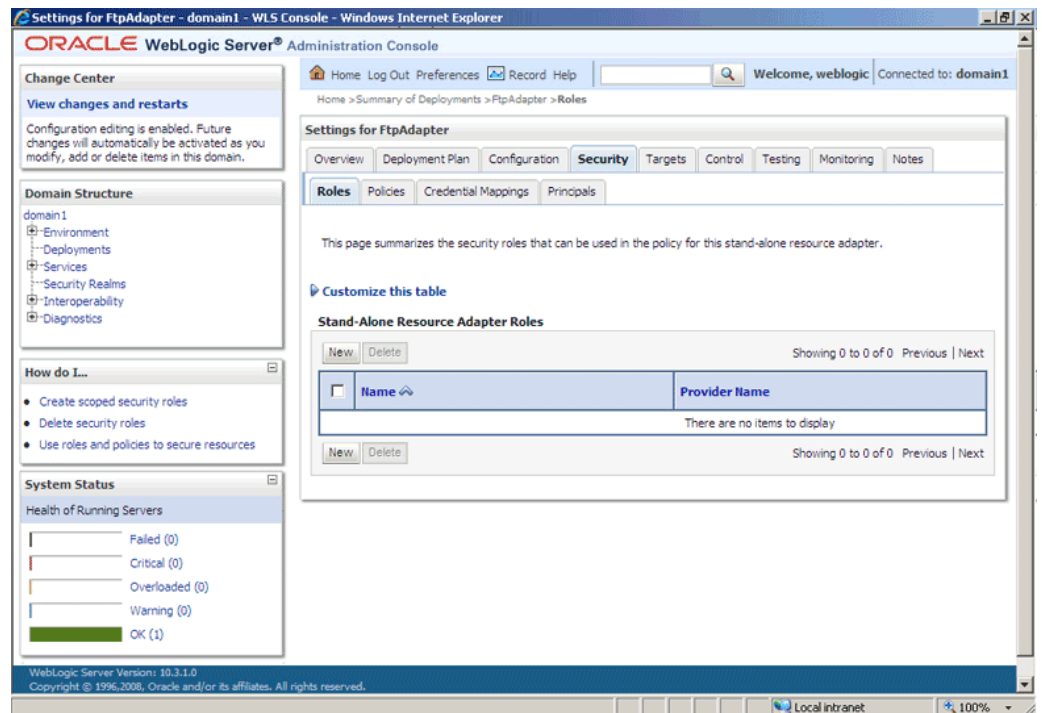 Settings for FtpAdapter - domain1 - WLS Console - Windows Internet Explorer
ORACLE WebLogic Server® Administration Console
Change Center
View changes and restarts
Configuration editing is enabled. Future
changes will automatically be activated as you
modify, add or delete items in this domain.
Domain Structure
domain1
Environment
Deployments
Services
Security Realms
Interoperability
Diagnostics
How do I...
Create scoped security roles
Delete security roles
Use roles and policies to secure resources
System Status
Health of Running Servers
Failed (0)
Critical (0)
Overloaded (0)
Warning (0)
OK (1)
Home Log Out Preferences Record Help Welcome, weblogic Connected to: domain1
Home >Summary of Deployments >FtpAdapter >Roles
Settings for FtpAdapter
Overview Deployment Plan Configuration Security Targets Control Testing Monitoring Notes
Roles Policies Credential Mappings Principals
This page summarizes the security roles that can be used in the policy for this stand-alone resource adapter.
Customize this table
Stand-Alone Resource Adapter Roles
New Delete Showing 0 to 0 of 0 Previous | Next
Name Provider Name
There are no items to display
New Delete Showing 0 to 0 of 0 Previous | Next
WebLogic Server Version: 10.3.1.0
Copyright © 1996,2008, Oracle and/or its affiliates. All rights reserved.
Local intranet 100%